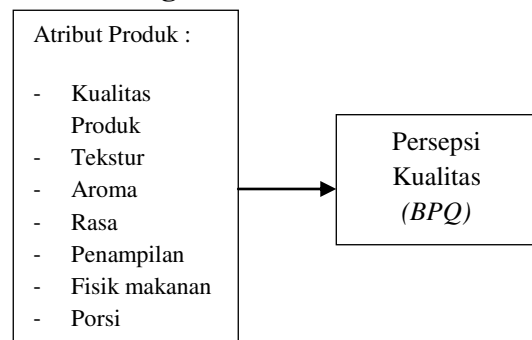 Atribut Produk :
- Kualitas
Produk
- Tekstur
- Aroma
- Rasa
- Penampilan
- Fisik makanan
- Porsi
Persepsi
Kualitas
(BPQ)